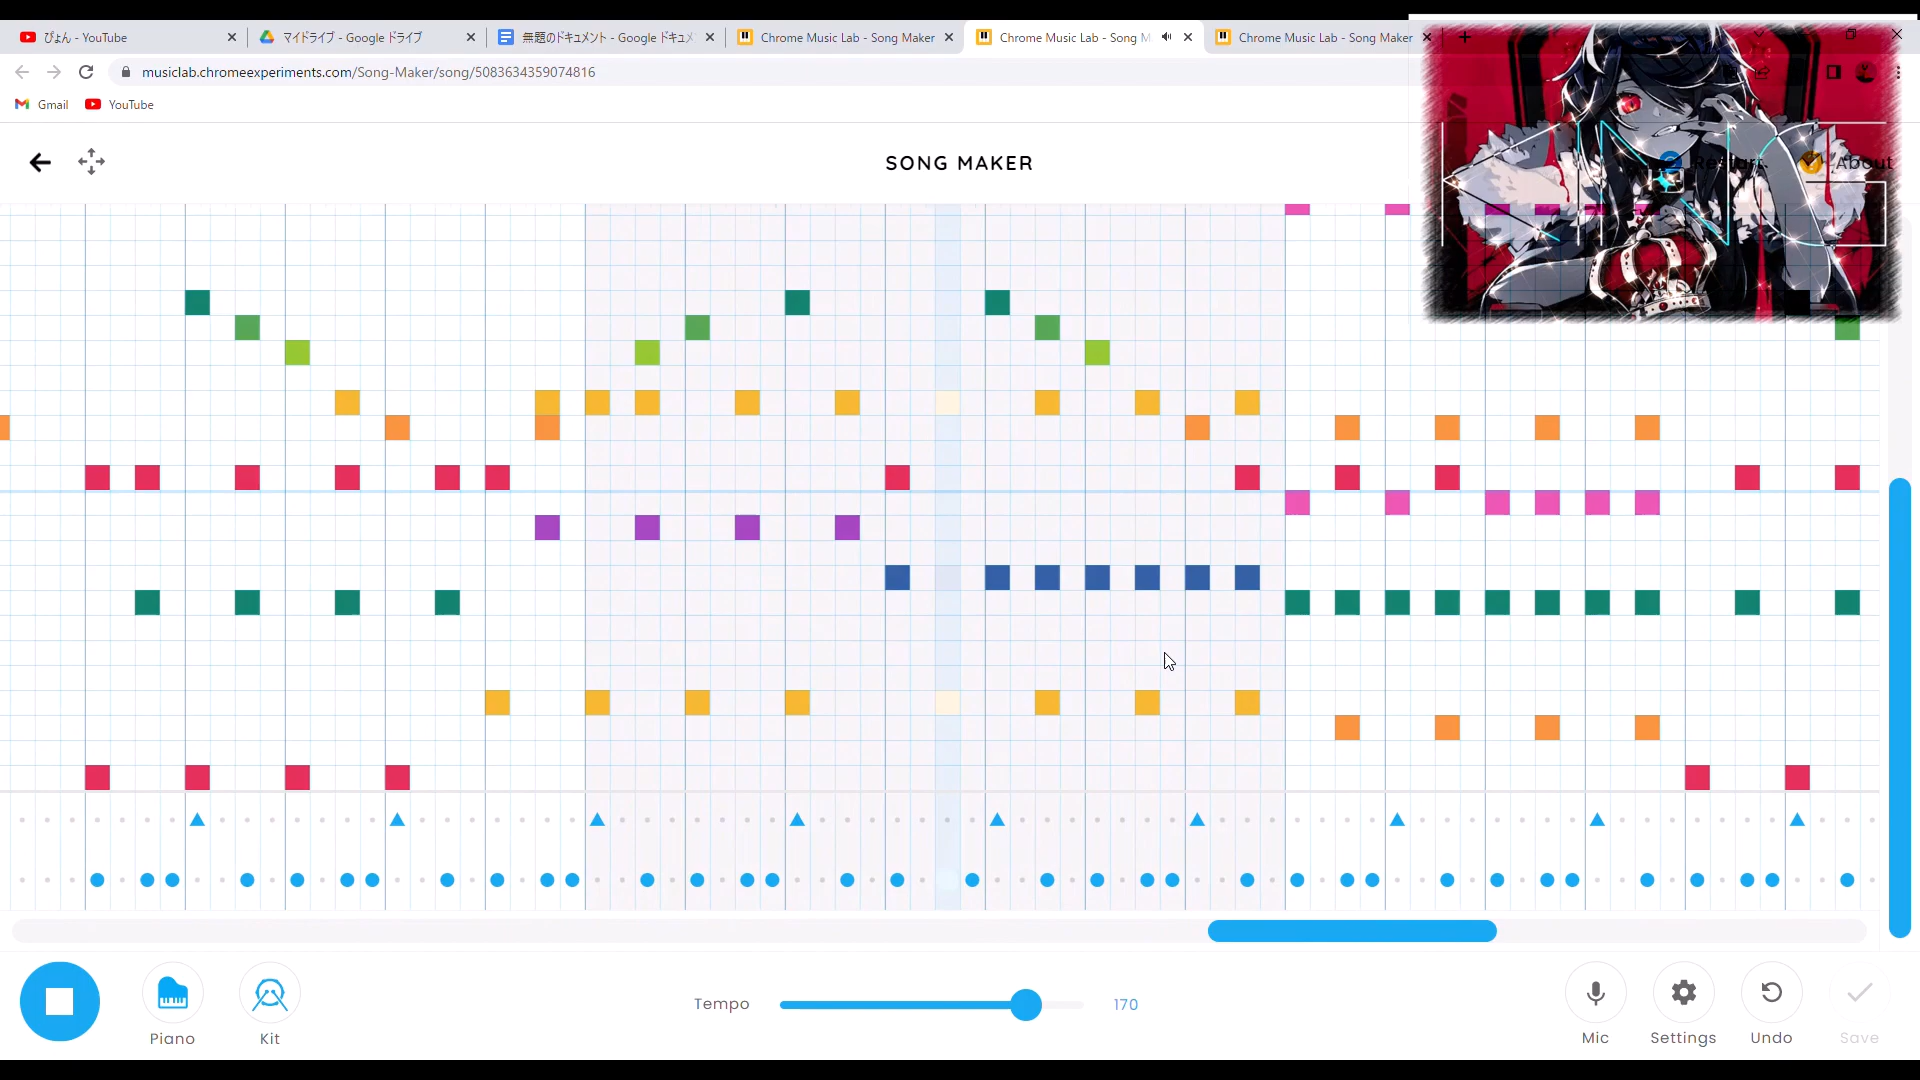 ぴょん - YouTube
マイドライブ - Google ドライブ
無題のドキュメント - Google ドキュメ
Chrome Music Lab - Song Maker
Chrome Music Lab - Song M
Chrome Music Lab - Song Maker
musiclab.chromeexperiments.com/Song-Maker/song/5083634359074816
Gmail
YouTube
SONG MAKER
Restart
About
Tempo
170
Piano
Kit
Mic
Settings
Undo
Save